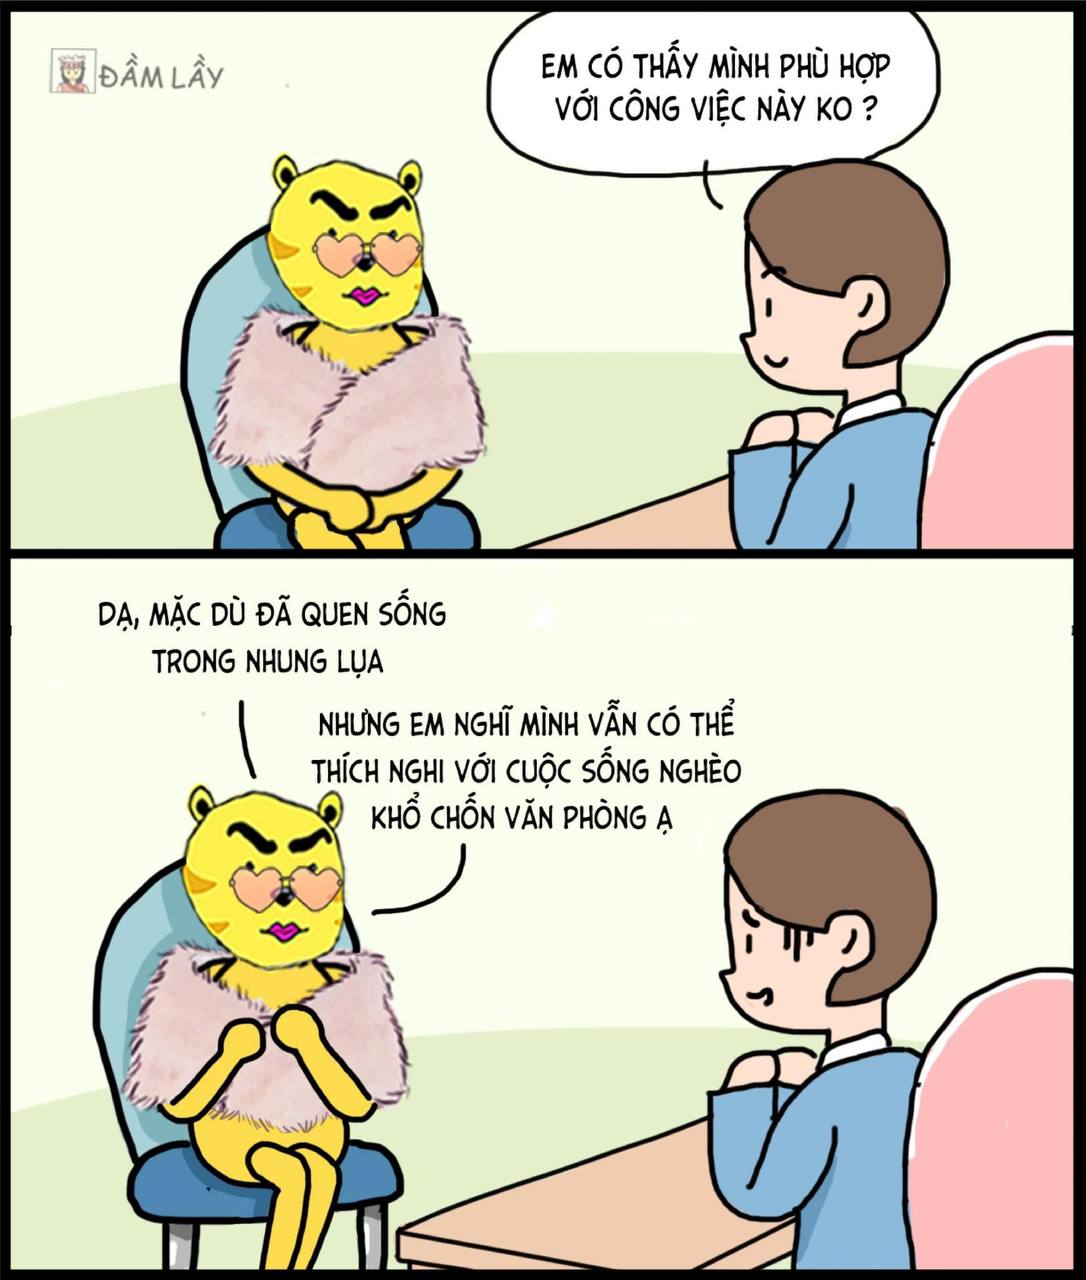 ĐẦM LẦY
EM CÓ THẤY MÌNH PHÙ HỢP
VỚI CÔNG VIỆC NÀY KO ?
DẠ, MẶC DÙ ĐÃ QUEN SỐNG
TRONG NHUNG LỤA
NHƯNG EM NGHĨ MÌNH VẪN CÓ THỂ
THÍCH NGHI VỚI CUỘC SỐNG NGHÈO
KHỔ CHỐN VĂN PHÒNG Ạ